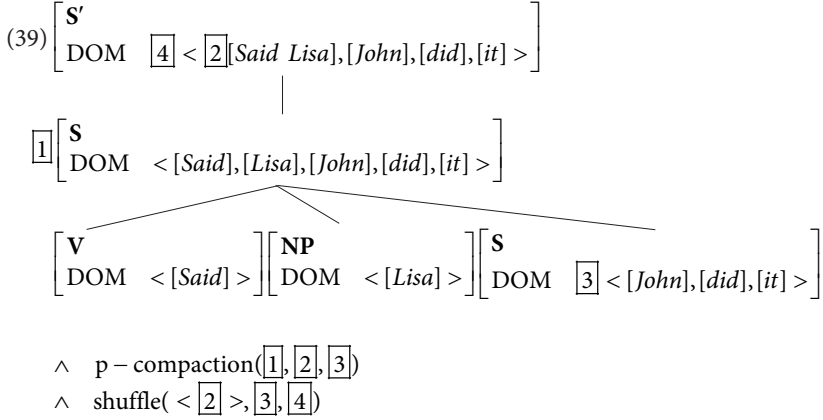 S′
(39) DOM 4 < 2[Said Lisa],[John],[did],[it] >
S
1 DOM < [Said],[Lisa],[John],[did],[it] >
V NP S
DOM < [Said] > DOM < [Lisa] > DOM 3 < [John],[did],[it] >
∧ p − compaction(1, 2, 3)
∧ shuffle( < 2 >, 3, 4)